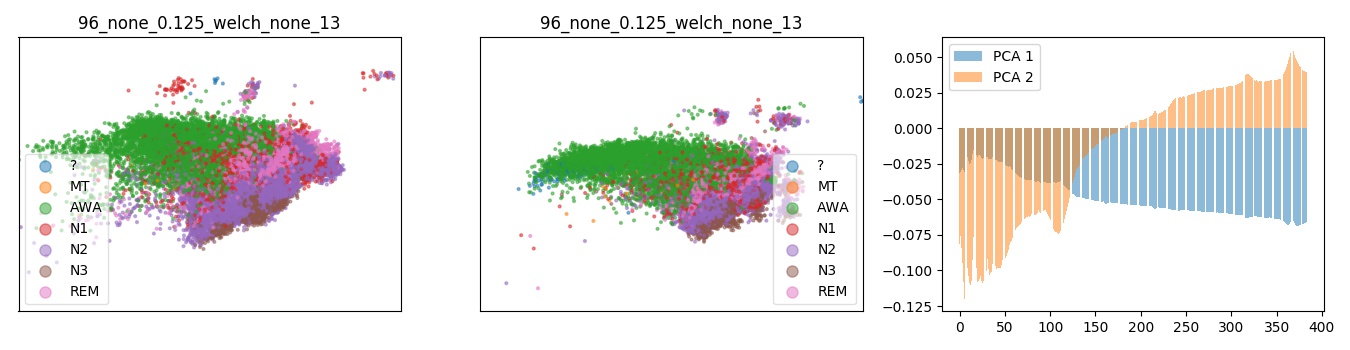 96_none_0.125_welch_none_13
?
MT
AWA
N1
N2
N3
REM
96_none_0.125_welch_none_13
?
MT
AWA
N1
N2
N3
REM
PCA 1
PCA 2
0.050
0.025
0.000
−0.025
−0.050
−0.075
−0.100
−0.125
0 50 100 150 200 250 300 350 400